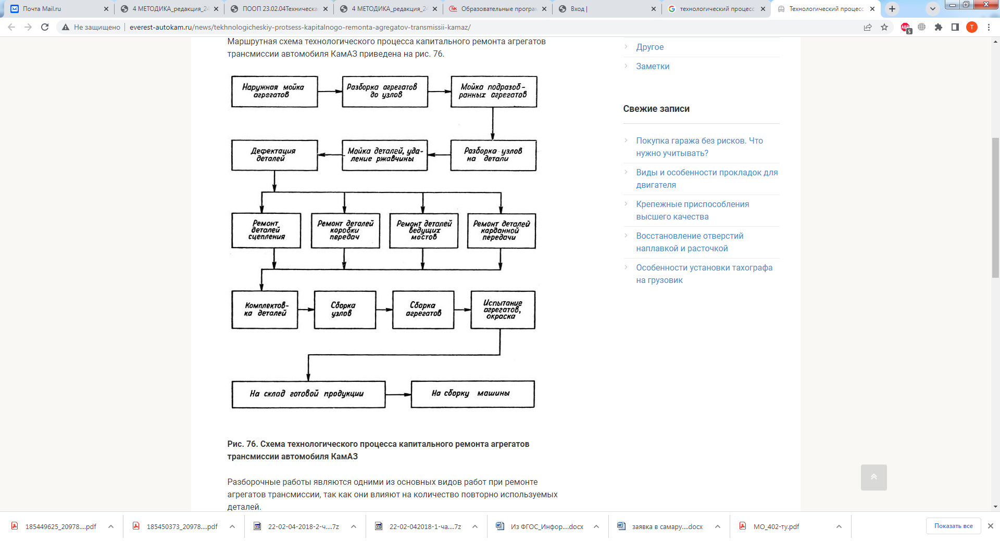 Почта Mail.ru
4 МЕТОДИКА_редакция_24
ПООП 23.02.04Техническа
4 МЕТОДИКА_редакция_24
Образовательные програм
Вход |
технологический процесс
Технологический процесс
Не защищено
everest-autokam.ru/news/tekhnologicheskiy-protsess-kapitalnogo-remonta-agregatov-transmissii-kamaz/
ABP
5
T
Маршрутная схема технологического процесса капитального ремонта агрегатов
трансмиссии автомобиля КамАЗ приведена на рис. 76.
Наружная мойка
агрегатов
Разборка агрегатов
до узлов
Мойка подразоб-
ранных агрегатов
Дефектация
деталей
Мойка деталей, уда-
ление ржавчины
Разборка узлов
на детали
Ремонт
деталей
сцепления
Ремонт деталей
коробки
передач
Ремонт деталей
ведущих
мостов
Ремонт деталей
карданной
передачи
Комплектов-
ка деталей
Сборка
узлов
Сборка
агрегатов
Испытание
агрегатов,
окраска
На склад готовой продукции
На сборку машины
Рис. 76. Схема технологического процесса капитального ремонта агрегатов
трансмиссии автомобиля КамАЗ
Разборочные работы являются одними из основных видов работ при ремонте
агрегатов трансмиссии, так как они влияют на количество повторно используемых
деталей.
Другое
Заметки
Свежие записи
Покупка гаража без рисков. Что
нужно учитывать?
Виды и особенности прокладок для
двигателя
Крепежные приспособления
высшего качества
Восстановление отверстий
наплавкой и расточкой
Особенности установки тахографа
на грузовик
185449625_20978....pdf
185450373_20978....pdf
22-02-04-2018-2-ч....7z
22-02-042018-1-ча....7z
Из ФГОС_Инфор....docx
заявка в самару....docx
МО_402-ту.pdf
Показать все